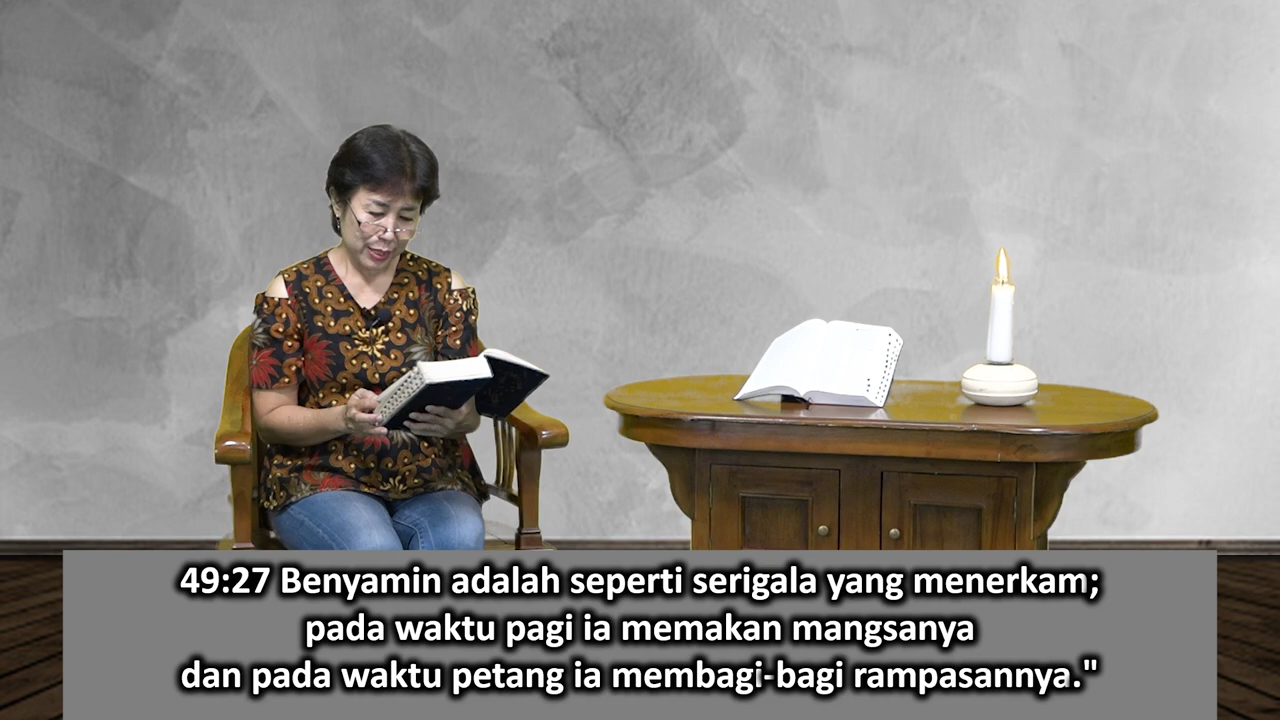 49:27 Benyamin adalah seperti serigala yang menerkam;
pada waktu pagi ia memakan mangsanya
dan pada waktu petang ia membagi-bagi rampasannya."